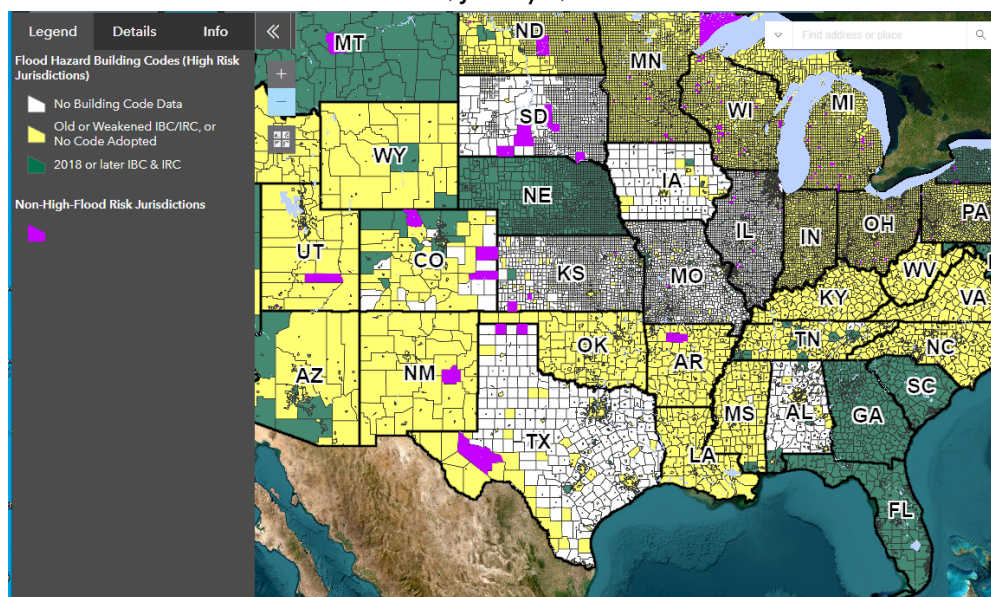 Legend Details Info
Flood Hazard Building Codes (High Risk
Jurisdictions)
No Building Code Data
Old or Weakened IBC/IRC, or
No Code Adopted
2018 or later IBC & IRC
Non-High-Flood Risk Jurisdictions
Find address or place
+
−
MT
ND
MN
WI
MI
SD
WY
IA
NE
IL
IN
OH
PA
UT
CO
KS
MO
WV
KY
VA
TN
NC
OK
AR
AZ
NM
SC
MS
AL
GA
TX
LA
FL